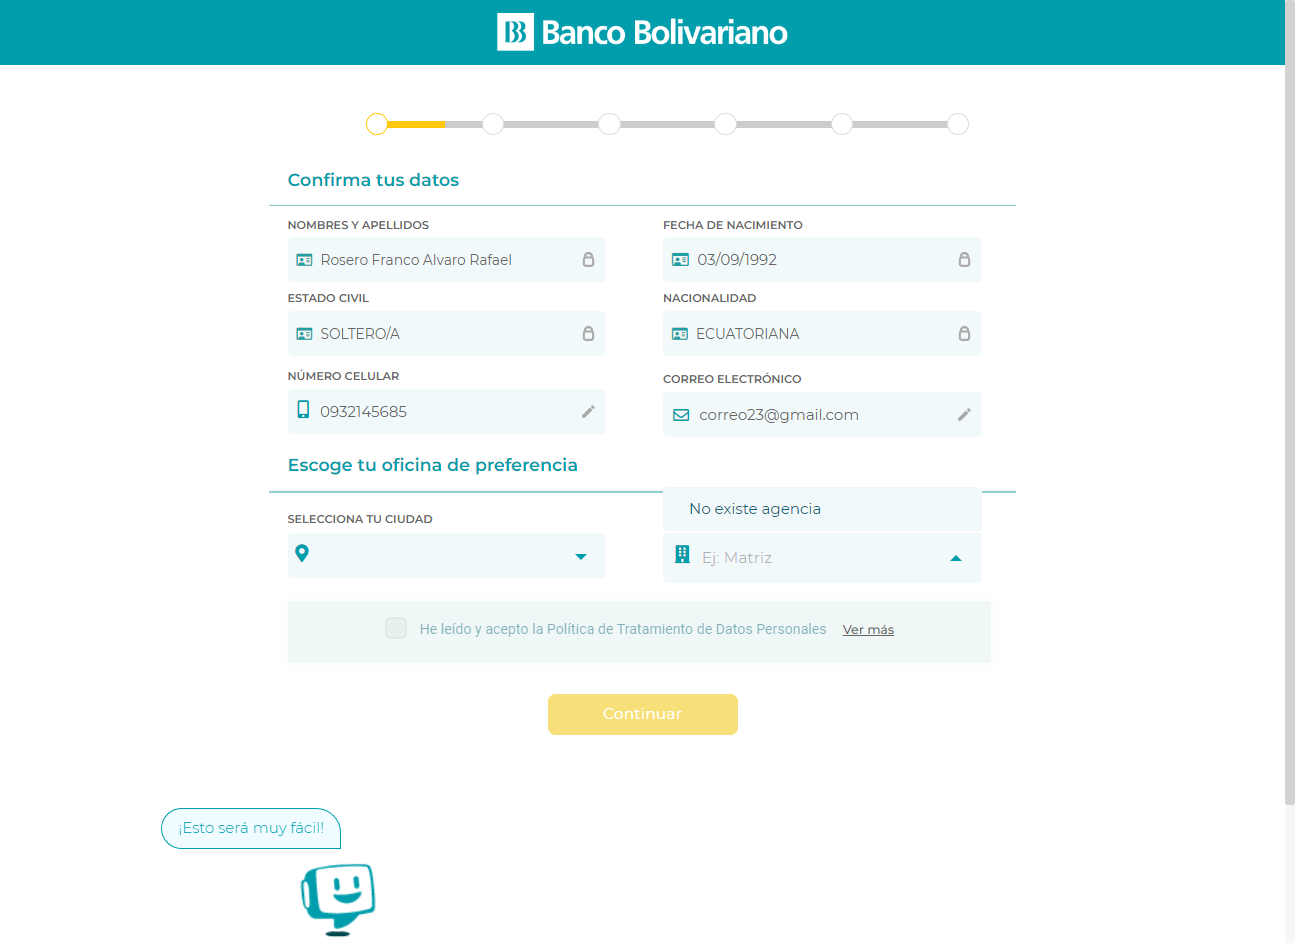 Banco Bolivariano
Confirma tus datos
NOMBRES Y APELLIDOS
Rosero Franco Alvaro Rafael
FECHA DE NACIMIENTO
03/09/1992
ESTADO CIVIL
SOLTERO/A
NACIONALIDAD
ECUATORIANA
NÚMERO CELULAR
0932145685
CORREO ELECTRÓNICO
correo23@gmail.com
Escoge tu oficina de preferencia
SELECCIONA TU CIUDAD
No existe agencia
Ej: Matriz
He leído y acepto la Política de Tratamiento de Datos Personales Ver más
Continuar
¡Esto será muy fácil!